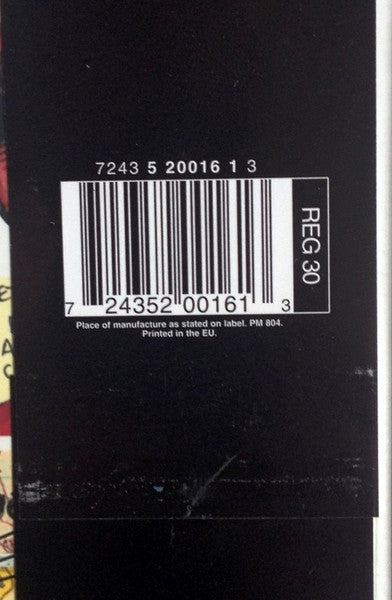 7243 5 20016 1 3
REG 30
7 24352 00161 3
Place of manufacture as stated on label. PM 804.
Printed in the EU.